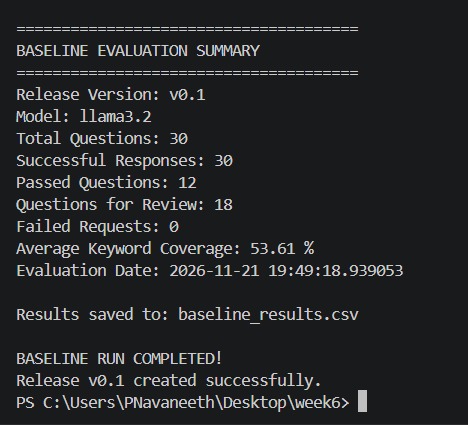 ======================================
BASELINE EVALUATION SUMMARY
======================================
Release Version: v0.1
Model: llama3.2
Total Questions: 30
Successful Responses: 30
Passed Questions: 12
Questions for Review: 18
Failed Requests: 0
Average Keyword Coverage: 53.61 %
Evaluation Date: 2026-11-21 19:49:18.939053
Results saved to: baseline_results.csv
BASELINE RUN COMPLETED!
Release v0.1 created successfully.
PS C:\Users\PNavaneeth\Desktop\week6>